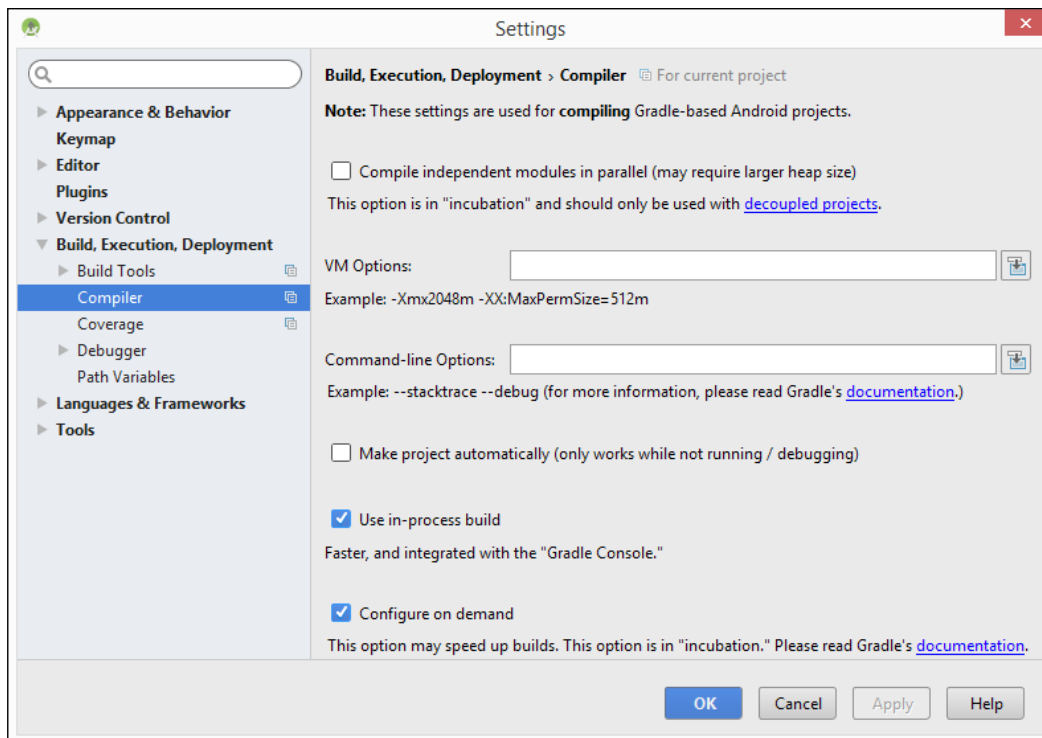 Settings
Appearance & Behavior
Keymap
Editor
Plugins
Version Control
Build, Execution, Deployment
Build Tools
Compiler
Coverage
Debugger
Path Variables
Languages & Frameworks
Tools
Build, Execution, Deployment › Compiler For current project
Note: These settings are used for compiling Gradle-based Android projects.
Compile independent modules in parallel (may require larger heap size)
This option is in "incubation" and should only be used with decoupled projects.
VM Options:
Example: -Xmx2048m -XX:MaxPermSize=512m
Command-line Options:
Example: --stacktrace --debug (for more information, please read Gradle's documentation.)
Make project automatically (only works while not running / debugging)
Use in-process build
Faster, and integrated with the "Gradle Console."
Configure on demand
This option may speed up builds. This option is in "incubation." Please read Gradle's documentation.
OK Cancel Apply Help